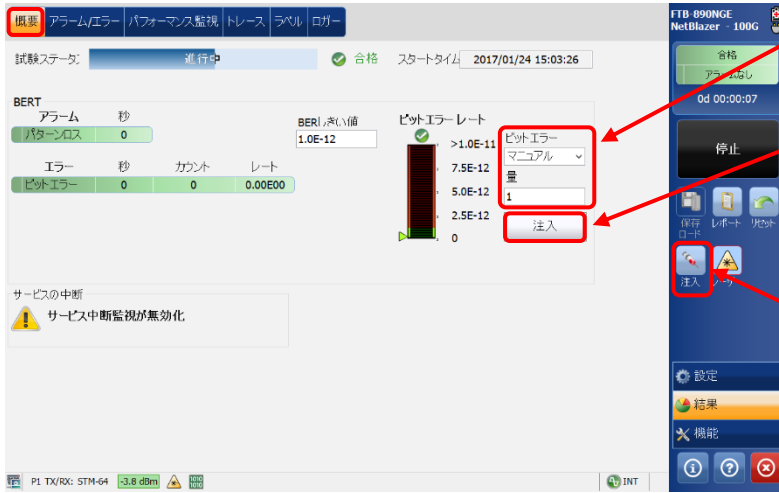 概要 アラーム/エラー パフォーマンス監視 トレース ラベル ロガー
FTB-890NGE
NetBlazer - 100G
試験ステータ: 進行中 合格 スタートタイム 2017/01/24 15:03:26
合格
アラームなし
0d 00:00:07
BERT
アラーム 秒
パターンロス 0
BERしきい値
1.0E-12
エラー 秒 カウント レート
ビットエラー 0 0 0.00E00
ビットエラーレート
>1.0E-11
7.5E-12
5.0E-12
2.5E-12
0
ビットエラー
マニュアル
量
1
注入
停止
保存 レポート リセット
ロード
注入
サービスの中断
サービス中断監視が無効化
設定
結果
機能
P1 TX/RX: STM-64 -3.8 dBm 1010 1010 INT